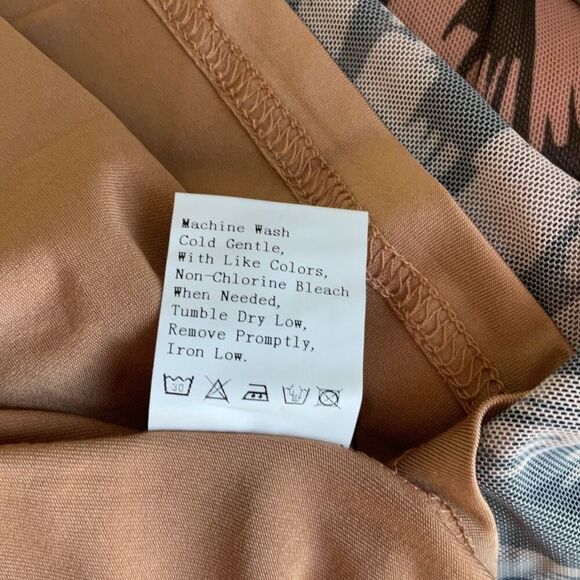 Machine Wash
Cold Gentle,
With Like Colors,
Non-Chlorine Bleach
When Needed,
Tumble Dry Low,
Remove Promptly,
Iron Low.
30